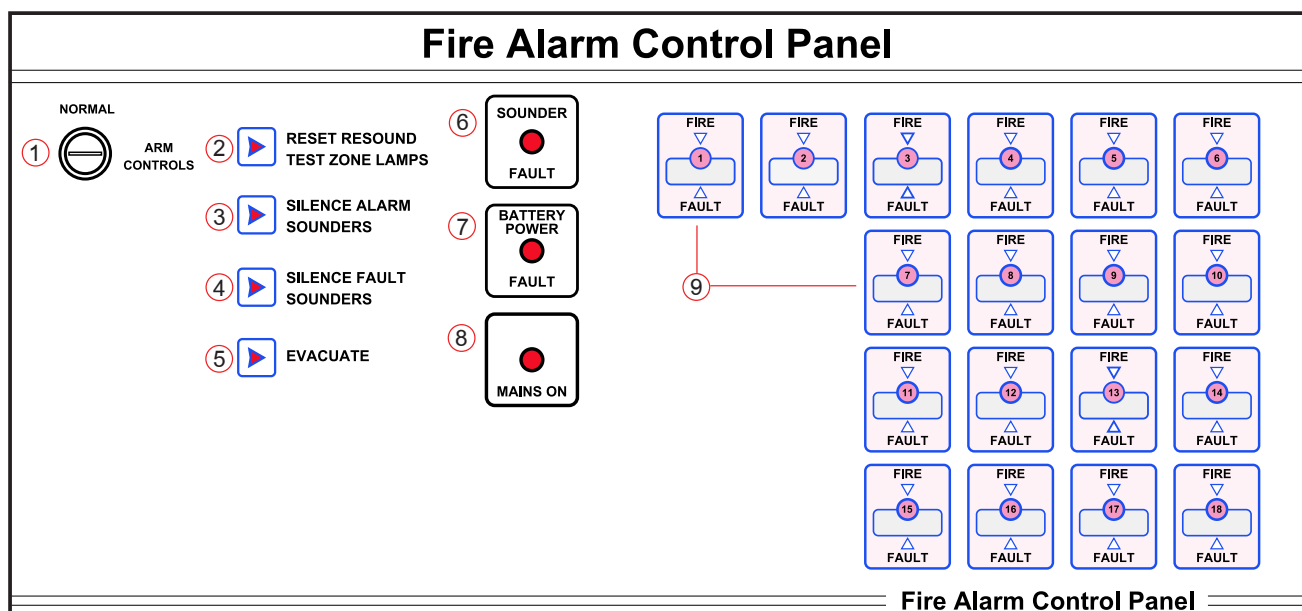 Fire Alarm Control Panel
NORMAL
1
ARM
CONTROLS
2
RESET RESOUND
TEST ZONE LAMPS
3
SILENCE ALARM
SOUNDERS
4
SILENCE FAULT
SOUNDERS
5
EVACUATE
6
SOUNDER
FAULT
7
BATTERY
POWER
FAULT
8
MAINS ON
FIRE FIRE FIRE FIRE FIRE FIRE
1 2 3 4 5 6
FAULT FAULT FAULT FAULT FAULT FAULT
9
FIRE FIRE FIRE FIRE
7 8 9 10
FAULT FAULT FAULT FAULT
FIRE FIRE FIRE FIRE
11 12 13 14
FAULT FAULT FAULT FAULT
FIRE FIRE FIRE FIRE
15 16 17 18
FAULT FAULT FAULT FAULT
Fire Alarm Control Panel